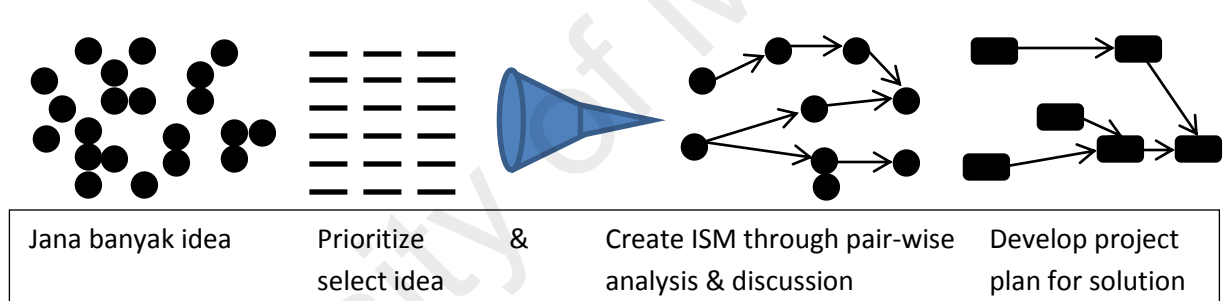 Jana banyak idea
Prioritize &
select idea
Create ISM through pair-wise
analysis & discussion
Develop project
plan for solution